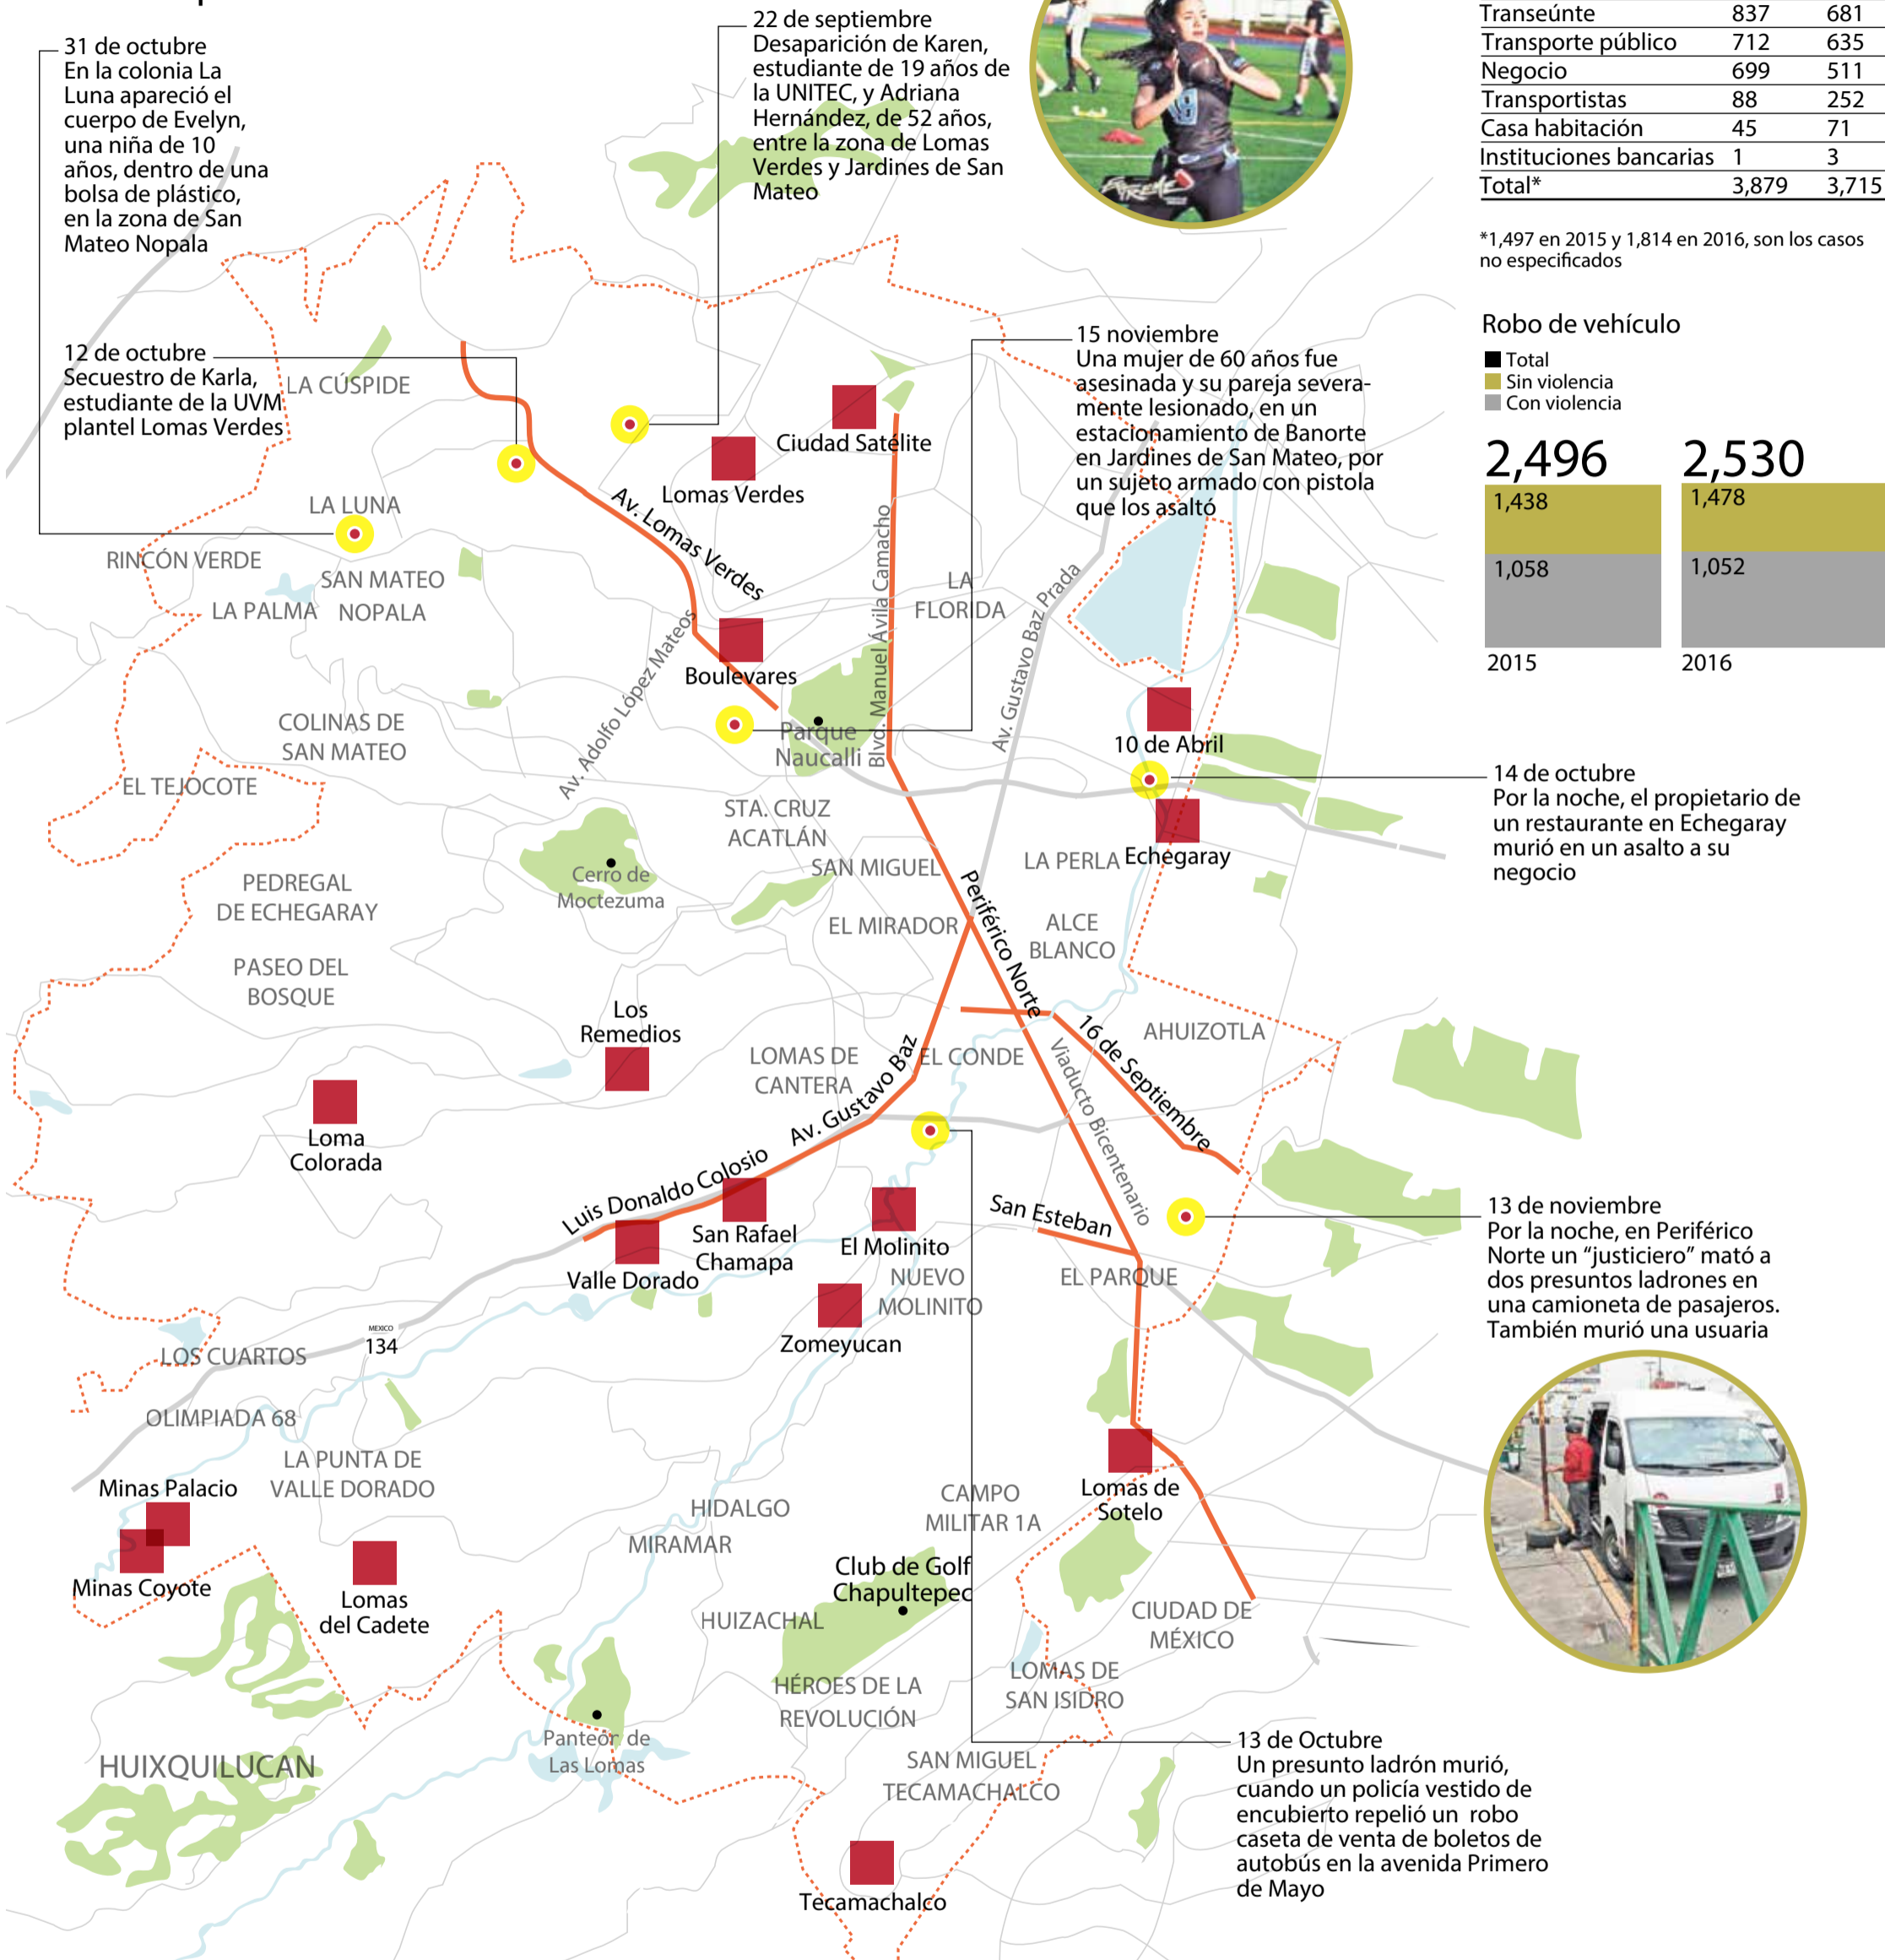 31 de octubre
En la colonia La
Luna apareció el
cuerpo de Evelyn,
una niña de 10
años, dentro de una
bolsa de plástico,
en la zona de San
Mateo Nopala
22 de septiembre
Desaparición de Karen,
estudiante de 19 años de
la UNITEC, y Adriana
Hernández, de 52 años,
entre la zona de Lomas
Verdes y Jardines de San
Mateo
Transeúnte 837 681
Transporte público 712 635
Negocio 699 511
Transportistas 88 252
Casa habitación 45 71
Instituciones bancarias 1 3
Total* 3,879 3,715
*1,497 en 2015 y 1,814 en 2016, son los casos
no especificados
Robo de vehículo
Total
Sin violencia
Con violencia
2,496 2,530
1,438 1,478
1,058 1,052
2015 2016
12 de octubre
Secuestro de Karla,
estudiante de la UVM
plantel Lomas Verdes
15 noviembre
Una mujer de 60 años fue
asesinada y su pareja severa-
mente lesionado, en un
estacionamiento de Banorte
en Jardines de San Mateo, por
un sujeto armado con pistola
que los asaltó
LA CÚSPIDE
Ciudad Satélite
Lomas Verdes
LA LUNA
Av. Lomas Verdes
RINCÓN VERDE
SAN MATEO
NOPALA
LA PALMA
LA
FLORIDA
Blvd. Manuel Ávila Camacho
Av. Gustavo Baz Prada
Av. Adolfo López Mateos
Boulevares
Parque
Naucalli
COLINAS DE
SAN MATEO
10 de Abril
EL TEJOCOTE
14 de octubre
Por la noche, el propietario de
un restaurante en Echegaray
murió en un asalto a su
negocio
STA. CRUZ
ACATLÁN
SAN MIGUEL
LA PERLA
Echegaray
Cerro de
Moctezuma
PEDREGAL
DE ECHEGARAY
EL MIRADOR
Periférico Norte
ALCE
BLANCO
PASEO DEL
BOSQUE
Los
Remedios
LOMAS DE
CANTERA
EL CONDE
16 de Septiembre
AHUIZOTLA
Av. Gustavo Baz
Viaducto Bicentenario
Loma
Colorada
Luis Donaldo Colosio
San Rafael
Chamapa
El Molinito
San Esteban
Valle Dorado
NUEVO
MOLINITO
EL PARQUE
13 de noviembre
Por la noche, en Periférico
Norte un “justiciero” mató a
dos presuntos ladrones en
una camioneta de pasajeros.
También murió una usuaria
Zomeyucan
MEXICO
134
LOS CUARTOS
OLIMPIADA 68
LA PUNTA DE
VALLE DORADO
Minas Palacio
Minas Coyote
Lomas
del Cadete
HIDALGO
MIRAMAR
CAMPO
MILITAR 1A
Lomas de
Sotelo
Club de Golf
Chapultepec
HUIZACHAL
CIUDAD DE
MÉXICO
HÉROES DE LA
REVOLUCIÓN
LOMAS DE
SAN ISIDRO
Panteón de
Las Lomas
HUIXQUILUCAN
SAN MIGUEL
TECAMACHALCO
Tecamachalco
13 de Octubre
Un presunto ladrón murió,
cuando un policía vestido de
encubierto repelió un robo
caseta de venta de boletos de
autobús en la avenida Primero
de Mayo